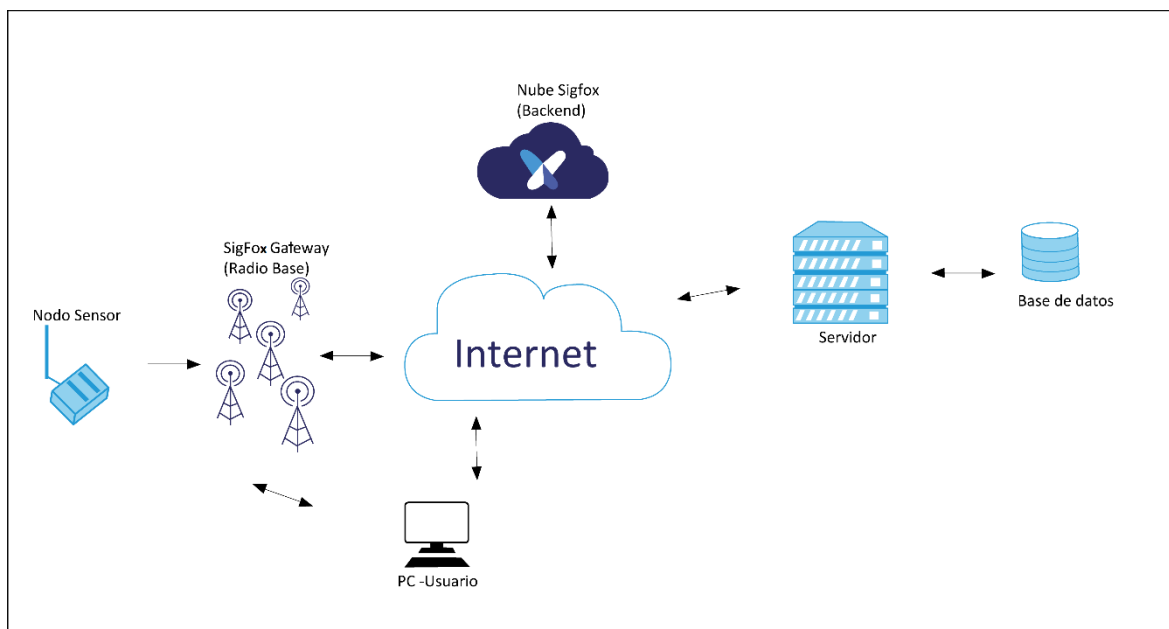 Nube Sigfox
(Backend)
SigFox Gateway
(Radio Base)
Nodo Sensor
Internet
Servidor
Base de datos
PC -Usuario